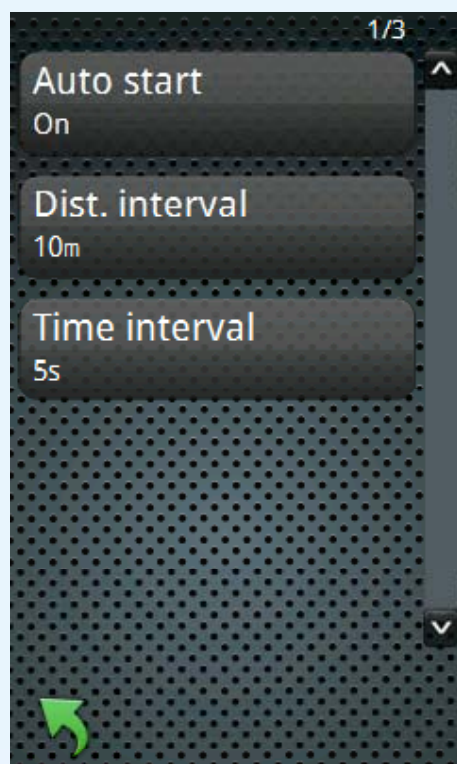 1/3
Auto start
On
Dist. interval
10m
Time interval
5s